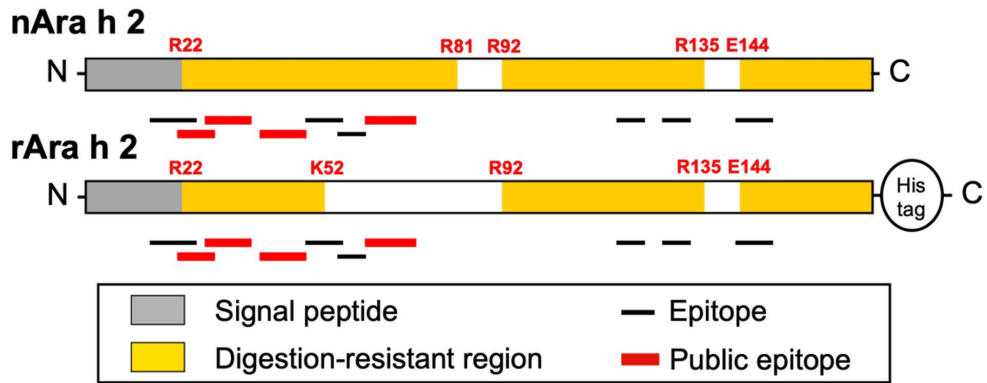 nAra h 2
R22 R81 R92 R135 E144
N C
rAra h 2
R22 K52 R92 R135 E144
N His tag C
Signal peptide Epitope
Digestion-resistant region Public epitope